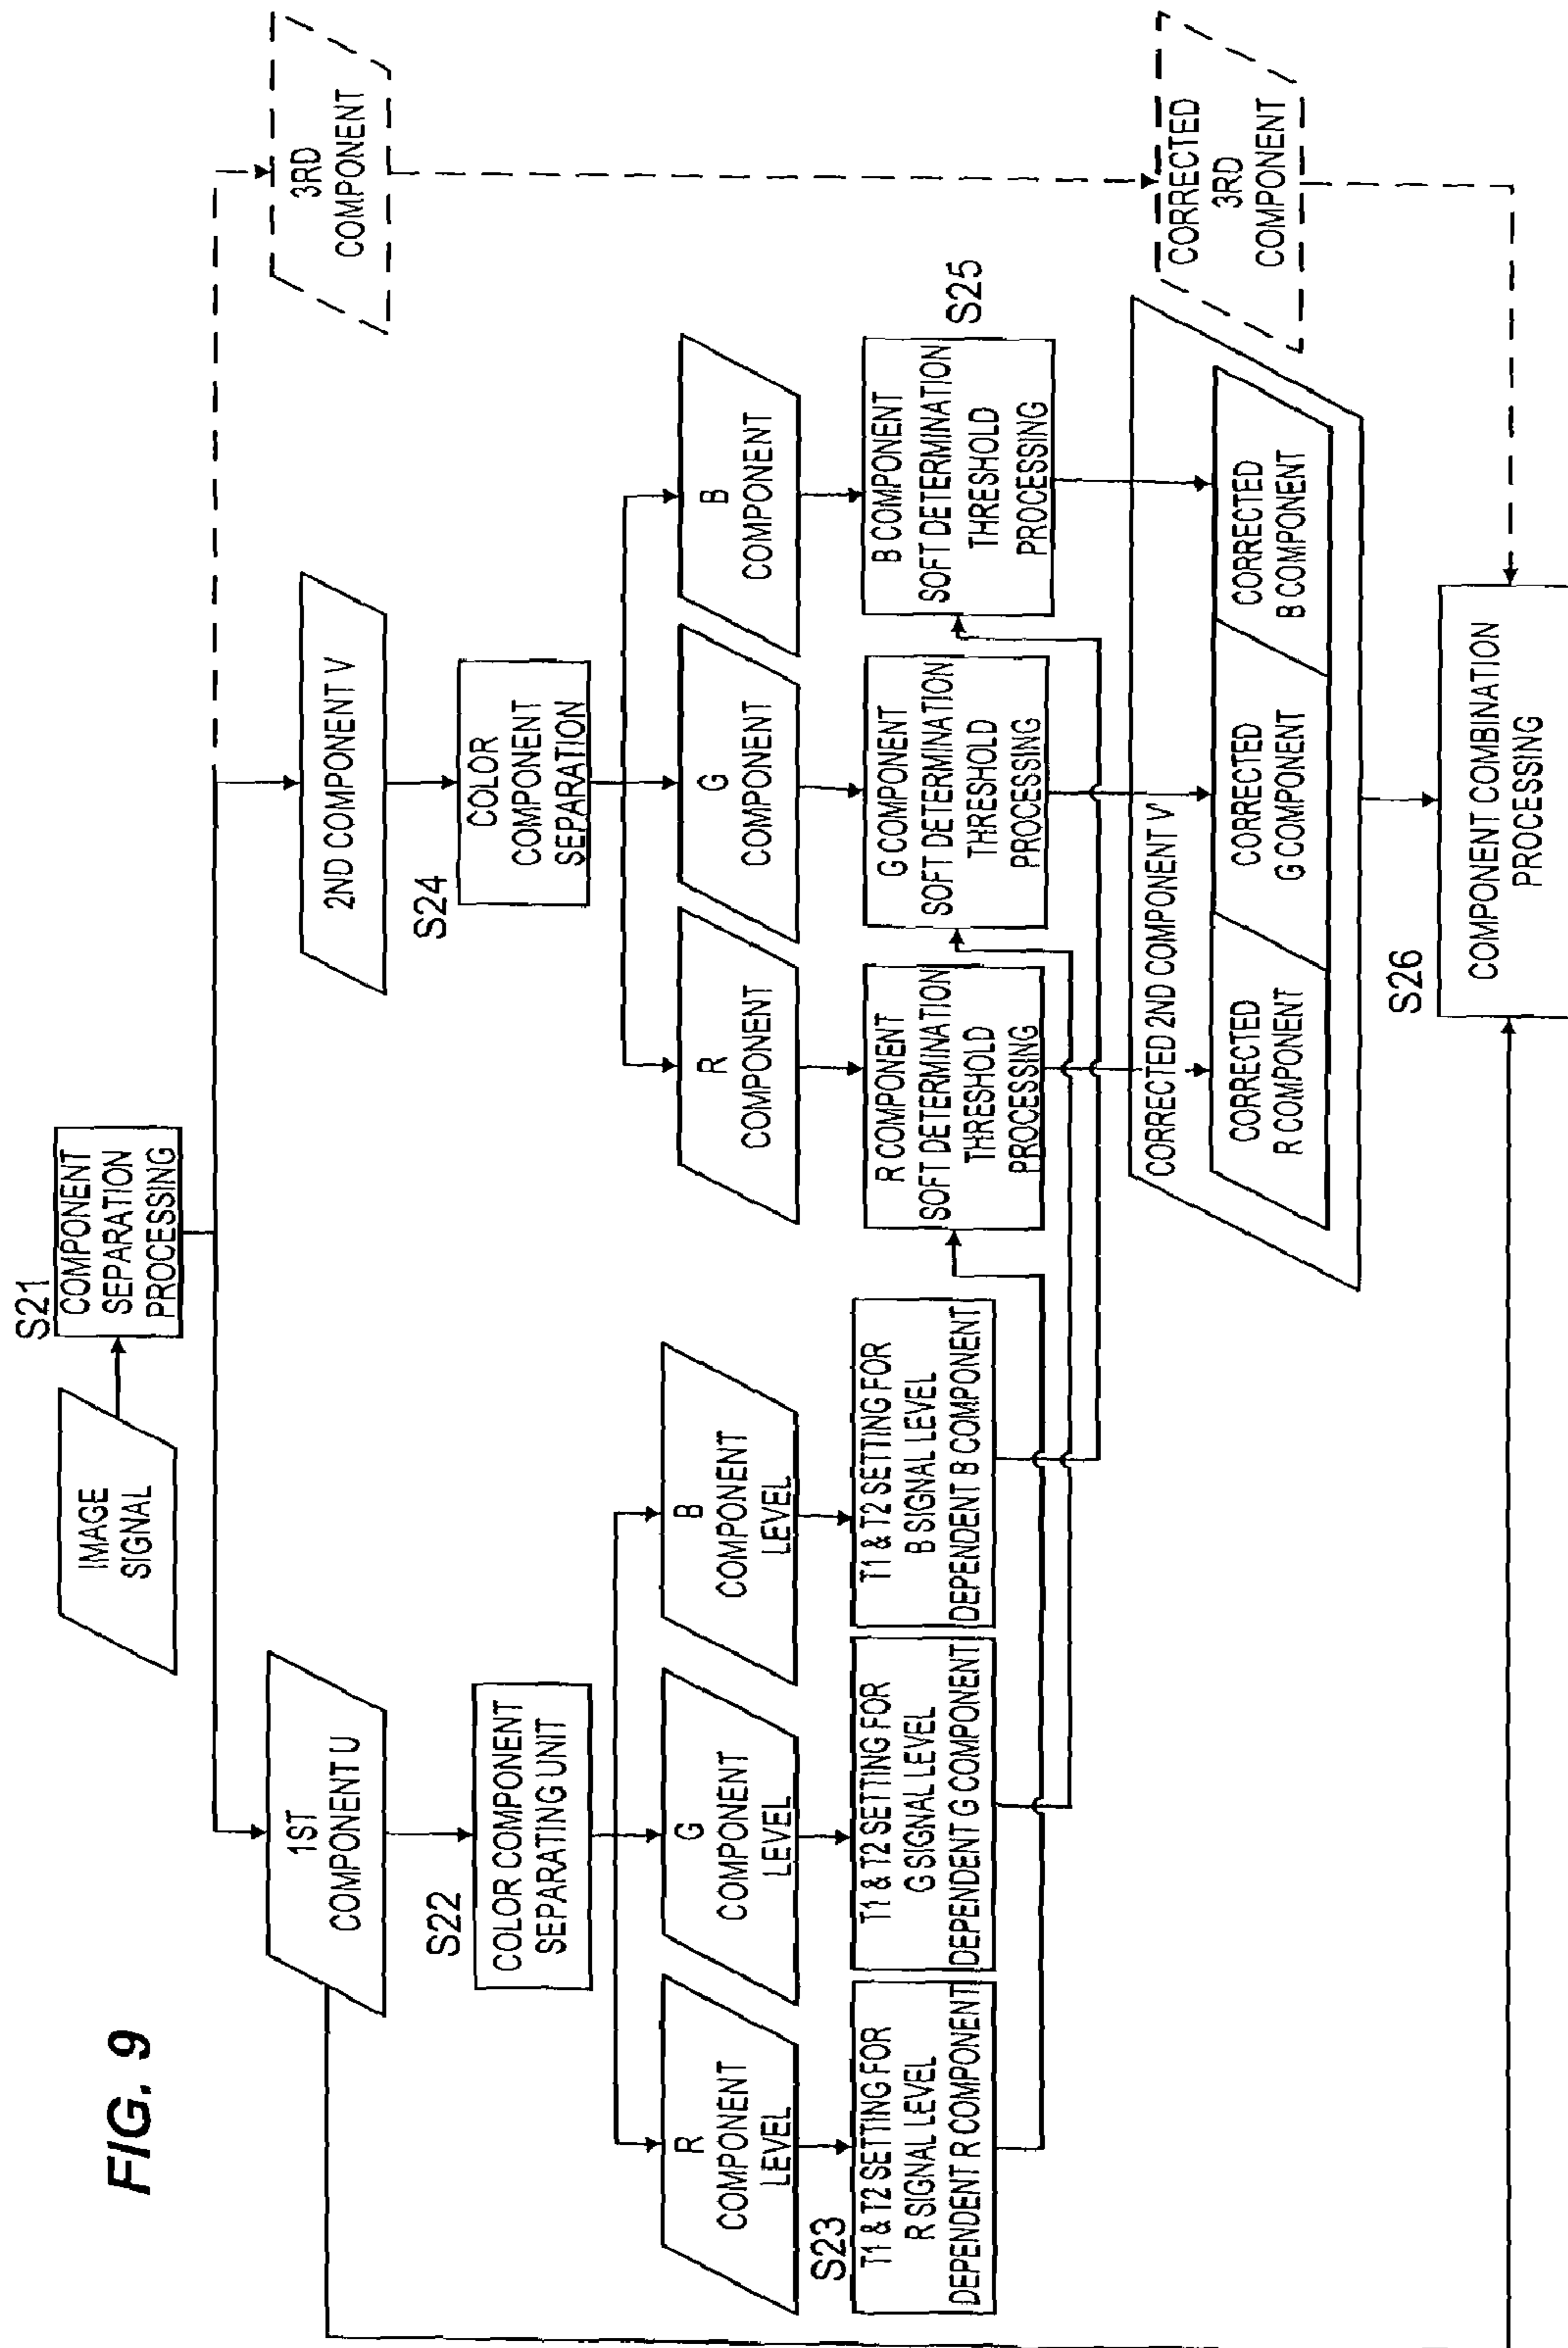 FIG. 9
IMAGE
SIGNAL
S21
COMPONENT
SEPARATION
PROCESSING
1ST
COMPONENT U
2ND COMPONENT V
3RD
COMPONENT
S22
COLOR COMPONENT
SEPARATING UNIT
S24
COLOR
COMPONENT
SEPARATION
R
COMPONENT
LEVEL
G
COMPONENT
LEVEL
B
COMPONENT
LEVEL
R
COMPONENT
G
COMPONENT
B
COMPONENT
S23
T1 & T2 SETTING FOR
R SIGNAL LEVEL
DEPENDENT R COMPONENT
T1 & T2 SETTING FOR
G SIGNAL LEVEL
DEPENDENT G COMPONENT
T1 & T2 SETTING FOR
B SIGNAL LEVEL
DEPENDENT B COMPONENT
R COMPONENT
SOFT DETERMINATION
THRESHOLD
PROCESSING
G COMPONENT
SOFT DETERMINATION
THRESHOLD
PROCESSING
B COMPONENT
SOFT DETERMINATION
THRESHOLD
PROCESSING
S25
CORRECTED 2ND COMPONENT V'
CORRECTED
R COMPONENT
CORRECTED
G COMPONENT
CORRECTED
B COMPONENT
CORRECTED
3RD
COMPONENT
S26
COMPONENT COMBINATION
PROCESSING